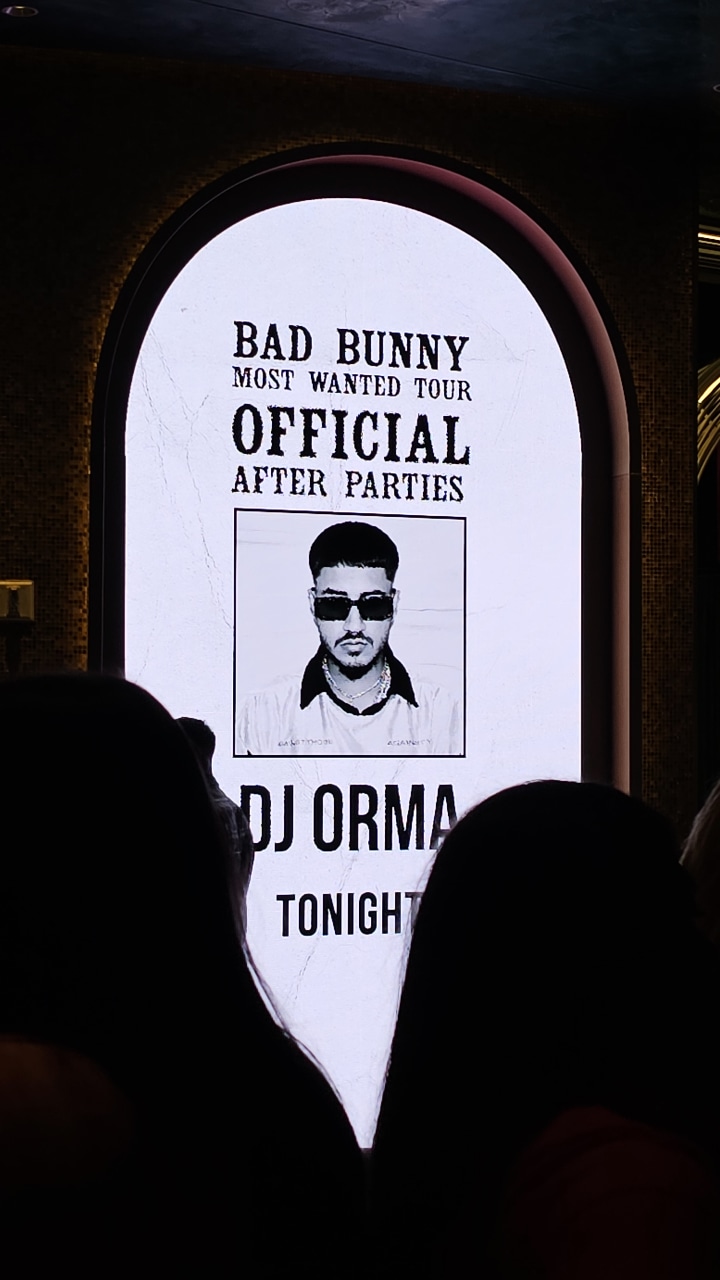 BAD BUNNY
MOST WANTED TOUR
OFFICIAL
AFTER PARTIES
DJ ORMA
TONIGHT